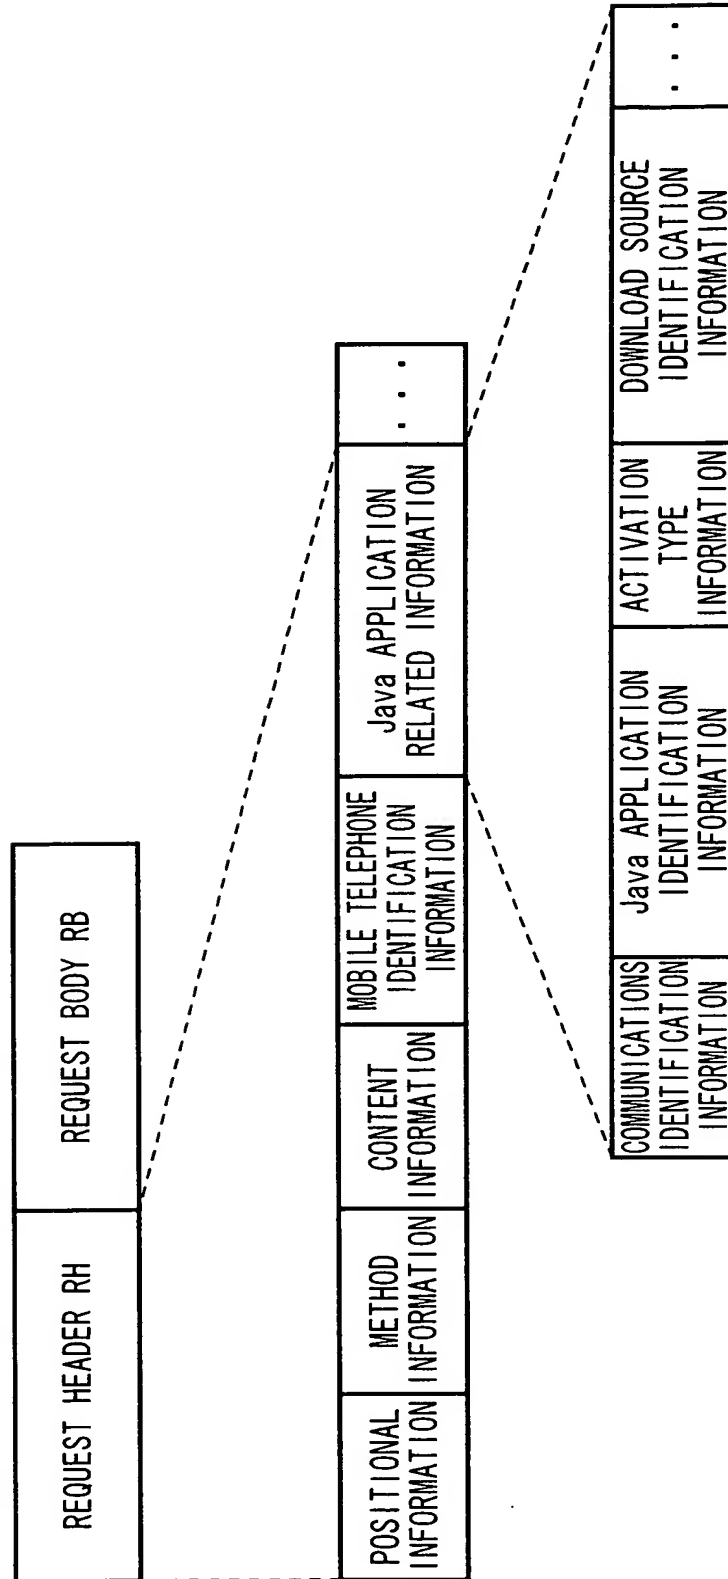 REQUEST HEADER RH
REQUEST BODY RB
POSITIONAL
INFORMATION
METHOD
INFORMATION
CONTENT
INFORMATION
MOBILE TELEPHONE
IDENTIFICATION
INFORMATION
Java APPLICATION
RELATED INFORMATION
...
COMMUNICATIONS
IDENTIFICATION
INFORMATION
Java APPLICATION
IDENTIFICATION
INFORMATION
ACTIVATION
TYPE
INFORMATION
DOWNLOAD SOURCE
IDENTIFICATION
INFORMATION
...